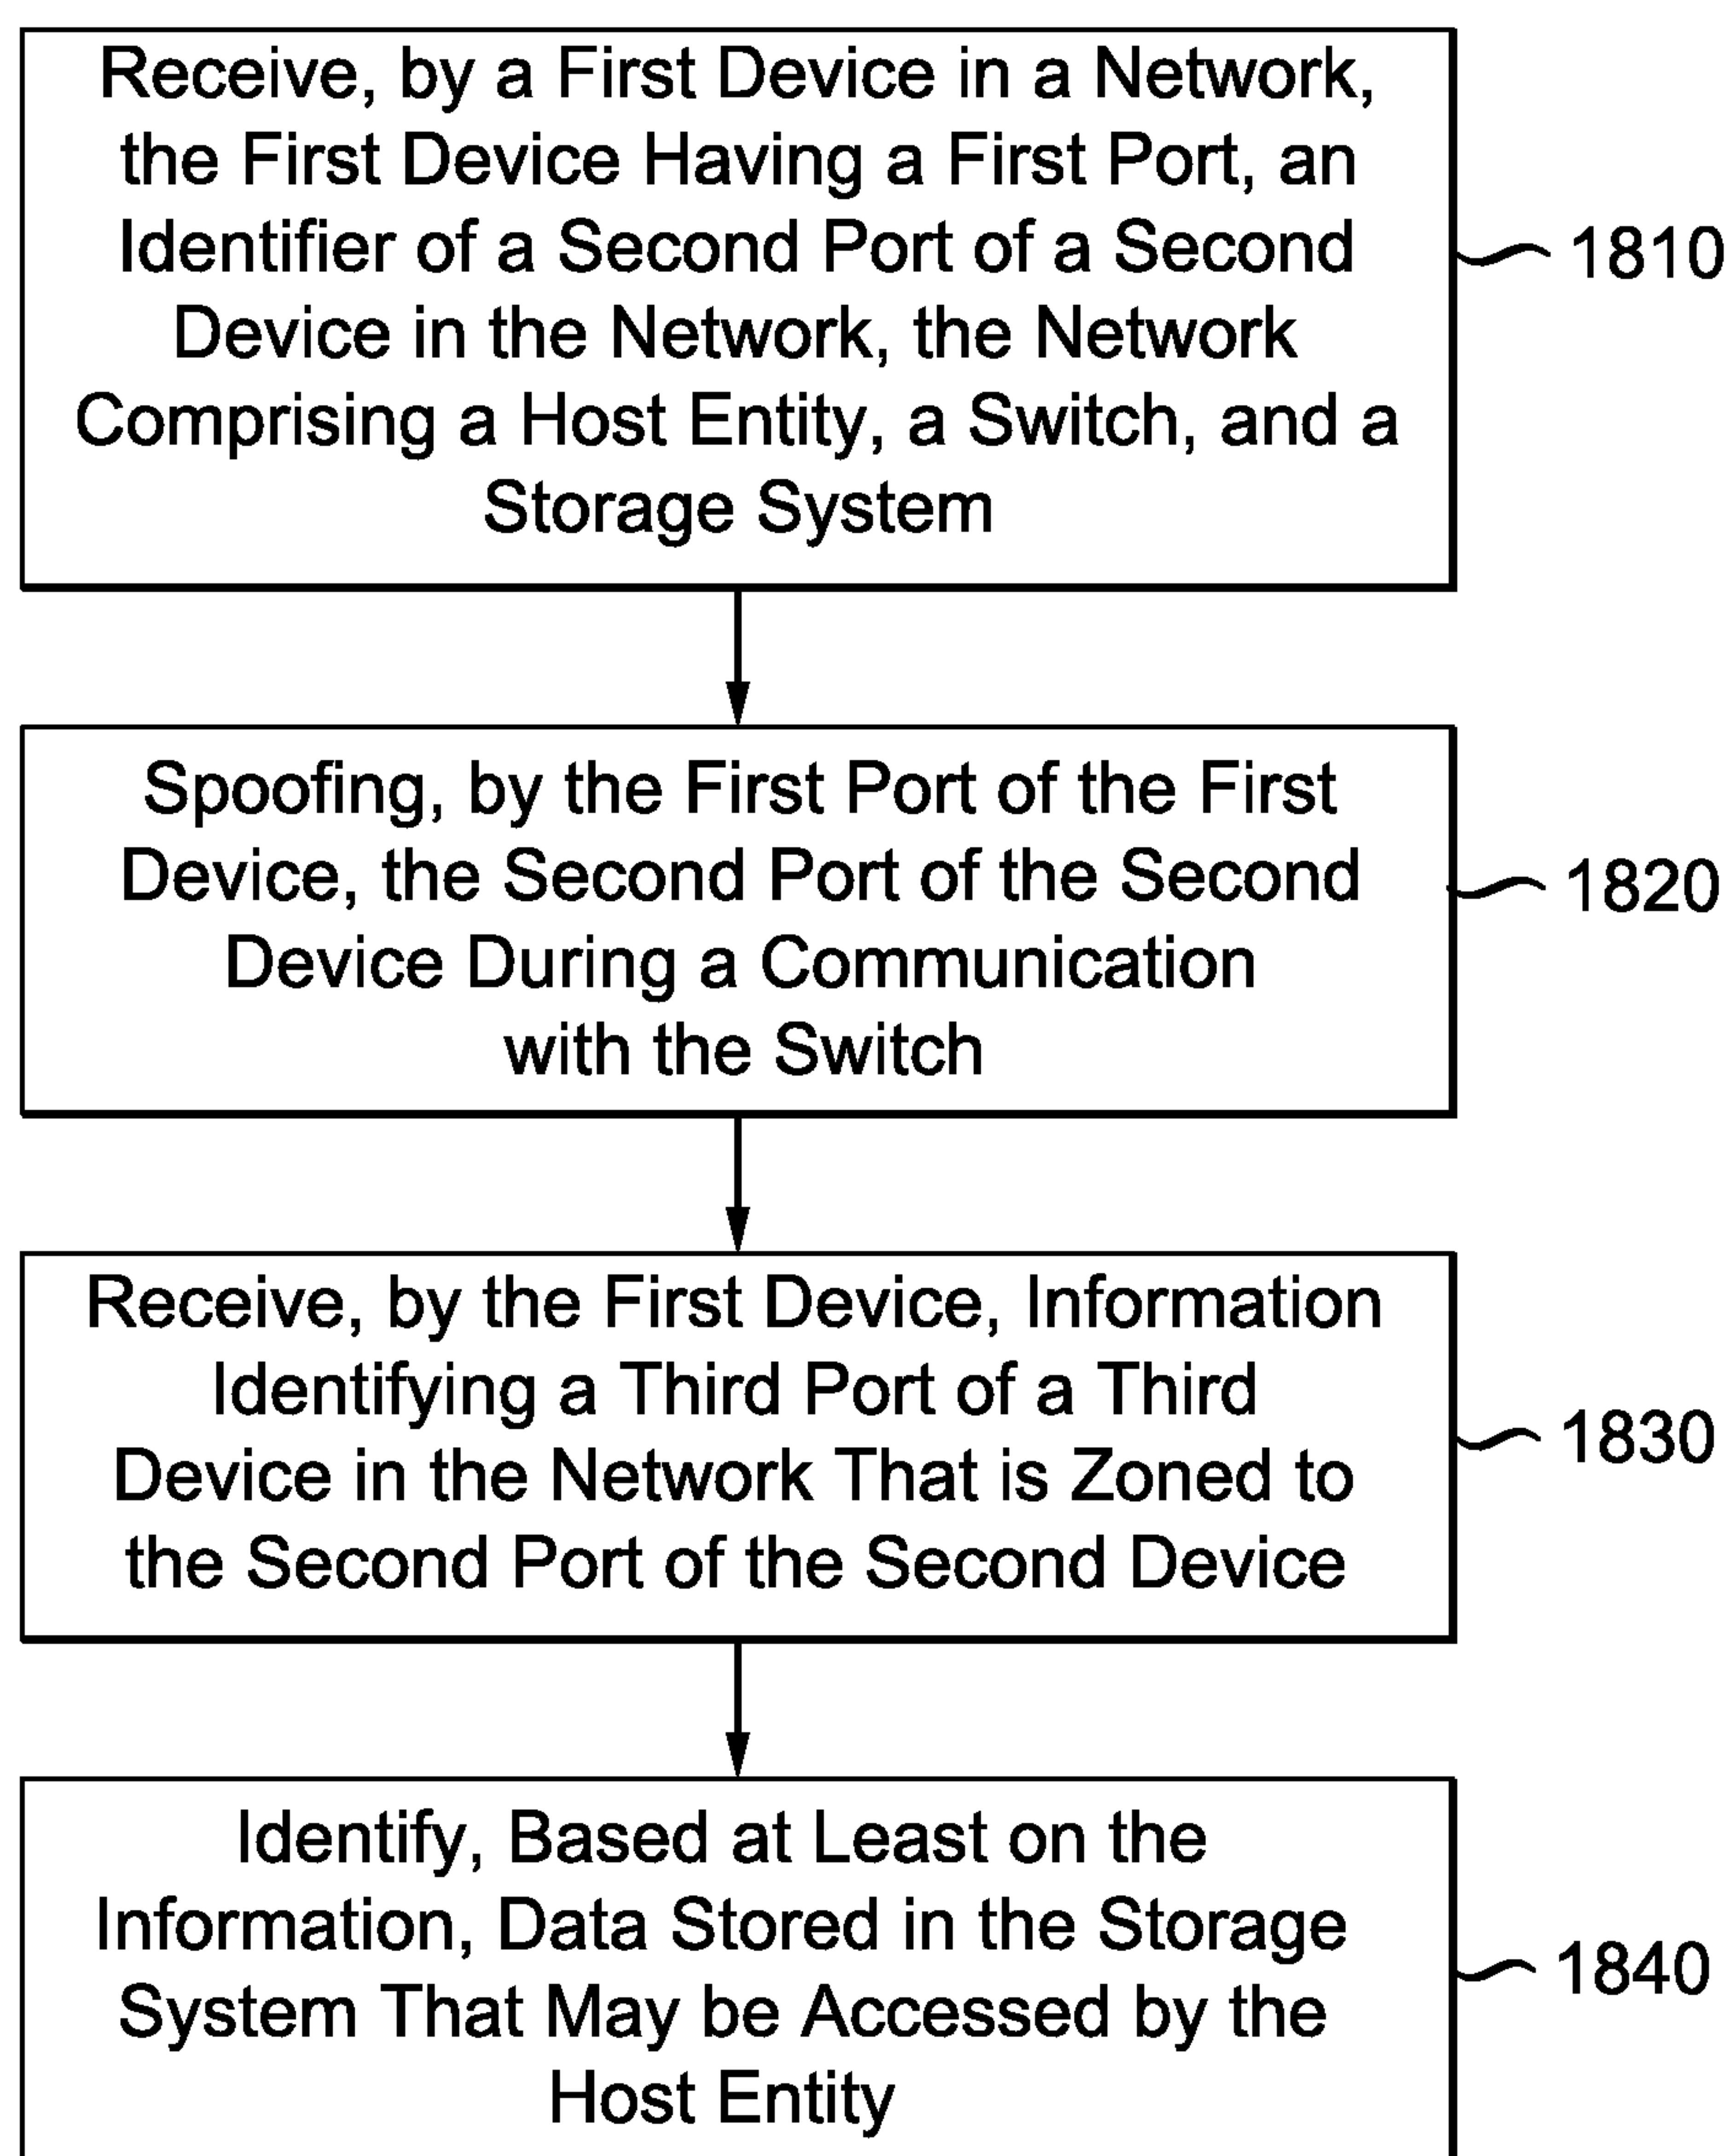 Receive, by a First Device in a Network,
the First Device Having a First Port, an
Identifier of a Second Port of a Second
Device in the Network, the Network
Comprising a Host Entity, a Switch, and a
Storage System
1810
Spoofing, by the First Port of the First
Device, the Second Port of the Second
Device During a Communication
with the Switch
1820
Receive, by the First Device, Information
Identifying a Third Port of a Third
Device in the Network That is Zoned to
the Second Port of the Second Device
1830
Identify, Based at Least on the
Information, Data Stored in the Storage
System That May be Accessed by the
Host Entity
1840